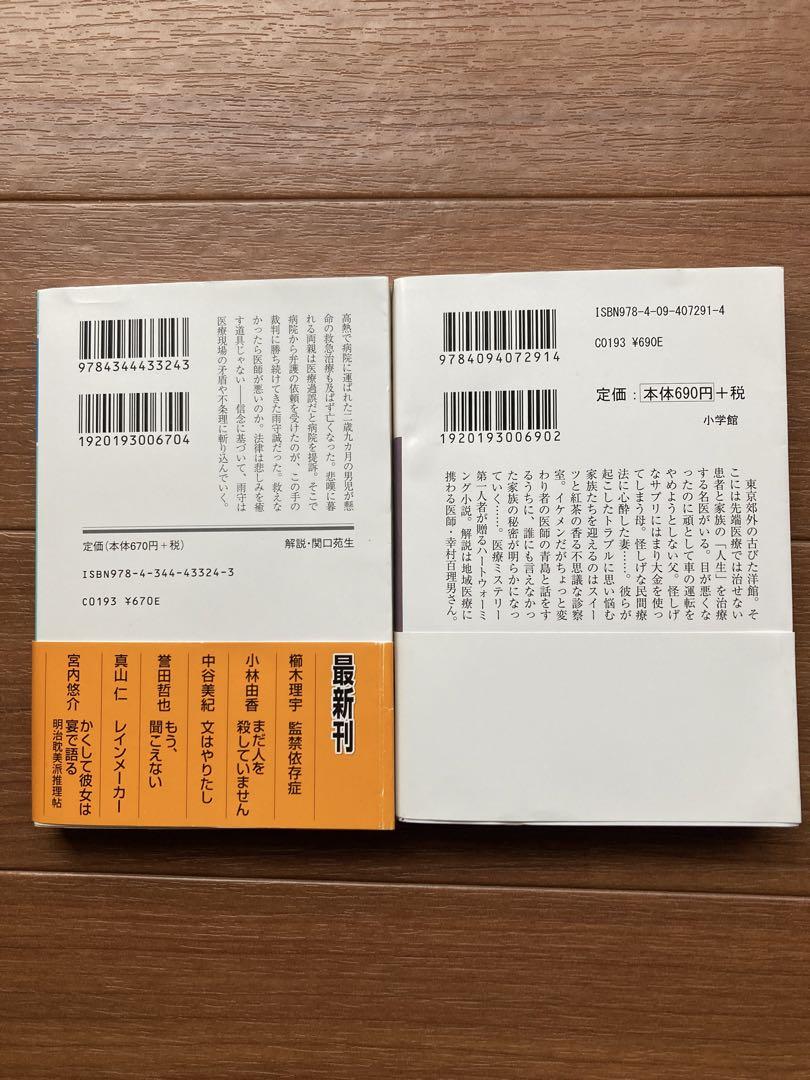 9784344433243
1920193006704
高熱で病院に運ばれた二歳九カ月の男児が懸
命の救急治療も及ばず亡くなった。悲嘆に暮
れる両親は医療過誤だと病院を提訴。そこで
病院から弁護の依頼を受けたのが、この手の
裁判に勝ち続けてきた雨守誠だった。救えな
かったら医師が悪いのか。法律は悲しみを癒
す道具じゃない――信念に基づいて、雨守は
医療現場の矛盾や不条理に斬り込んでいく。
定価(本体670円+税)
解説・関口苑生
ISBN978-4-344-43324-3
C0193 ¥670E
最新刊
櫛木理宇 監禁依存症
小林由香 まだ人を
殺していません
中谷美紀 文はやりたし
誉田哲也 もう、
聞こえない
真山 仁 レインメーカー
宮内悠介 かくして彼女は
宴で語る
明治耽美派推理帖
ISBN978-4-09-407291-4
9784094072914
C0193 ¥690E
定価:本体690円+税
1920193006902
小学館
東京郊外の古びた洋館。そ
こには先端医療では治せない
患者と家族の「人生」を治療
する名医がいる。目が悪くな
ったのに頑として車の運転を
やめようとしない父。怪しげ
なサプリにはまり大金を使っ
てしまう母。怪しげな民間療
法に心酔した妻……。彼らが
起こしたトラブルに思い悩む
家族たちを迎えるのはスイー
ツと紅茶の香る不思議な診察
室。イケメンだがちょっと変
わり者の医師の青島と話をす
るうちに、誰にも言えなかっ
た家族の秘密が明らかになっ
ていく……。医療ミステリー
第一人者が贈るハートウォーミ
ング小説。解説は地域医療に
携わる医師・幸村百理男さん。